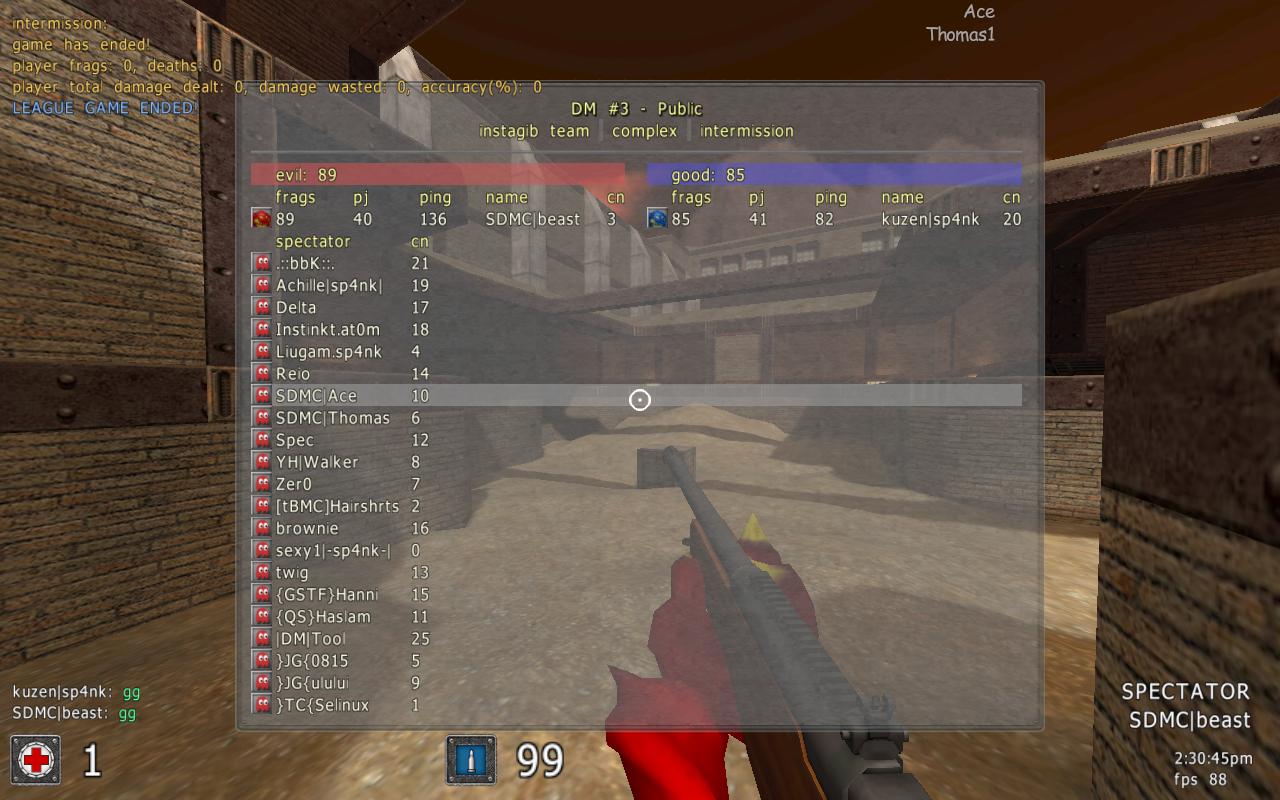 intermission:
game has ended!
player frags: 0, deaths: 0
player total damage dealt: 0, damage wasted: 0, accuracy(%): 0
LEAGUE GAME ENDED!
Ace
Thomas1
DM #3 - Public
instagib team | complex | intermission
evil: 89 good: 85
frags pj ping name cn frags pj ping name cn
89 40 136 SDMC|beast 3 85 41 82 kuzen|sp4nk 20
spectator cn
.::bbK::. 21
Achille|sp4nk| 19
Delta 17
Instinkt.at0m 18
Liugam.sp4nk 4
Reio 14
SDMC|Ace 10
SDMC|Thomas 6
Spec 12
YH|Walker 8
Zer0 7
[tBMC]Hairshrts 2
brownie 16
sexy1|-sp4nk-| 0
twig 13
{GSTF}Hanni 15
{QS}Haslam 11
|DM|Tool 25
}JG{0815 5
}JG{ulului 9
}TC{Selinux 1
kuzen|sp4nk: gg
SDMC|beast: gg
1
99
SPECTATOR
SDMC|beast
2:30:45pm
fps 88